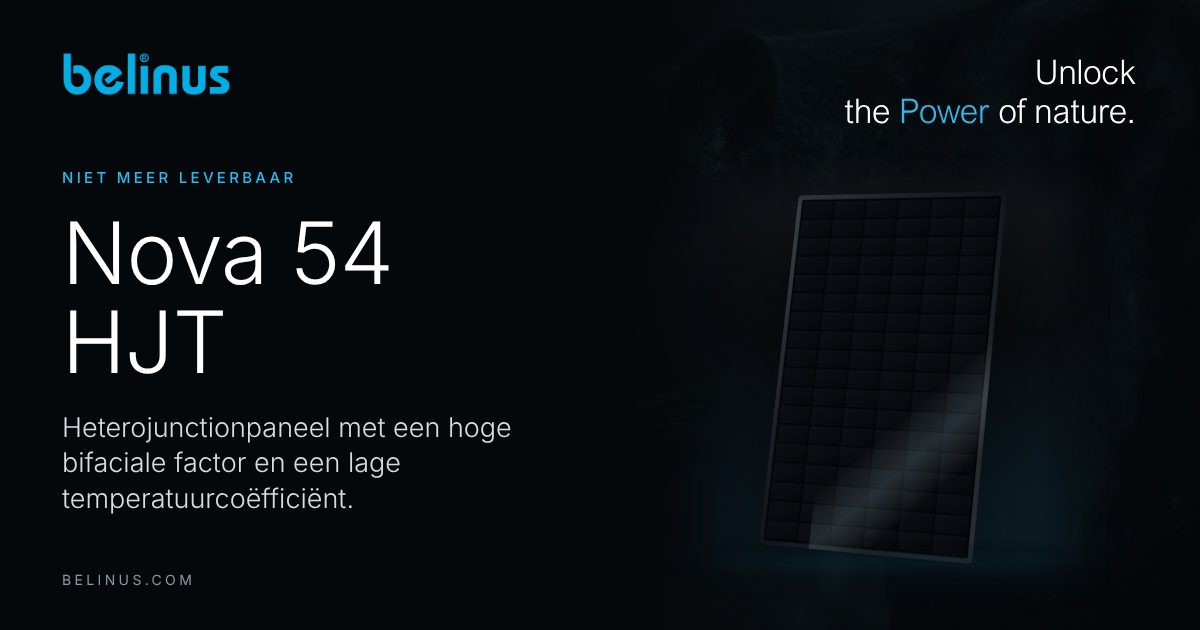 belinus®
Unlock
the Power of nature.
NIET MEER LEVERBAAR
Nova 54
HJT
Heterojunctionpaneel met een hoge
bifaciale factor en een lage
temperatuurcoëfficiënt.
BELINUS.COM